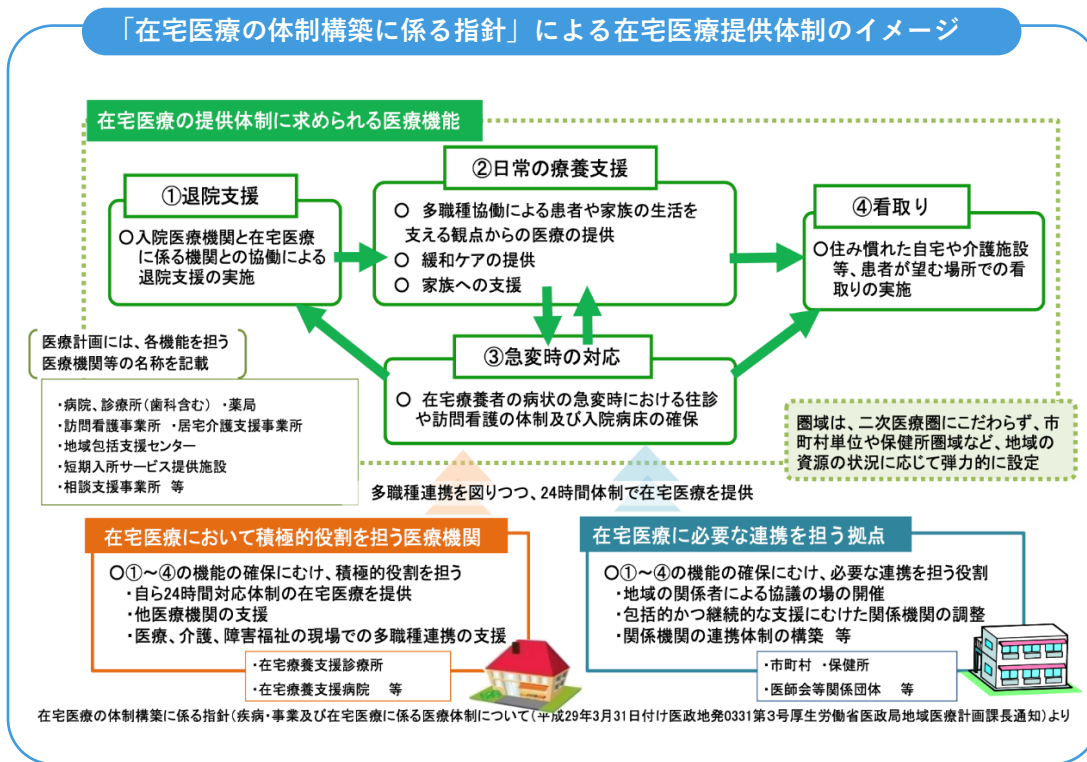 「在宅医療の体制構築に係る指針」による在宅医療提供体制のイメージ
在宅医療の提供体制に求められる医療機能
①退院支援
○入院医療機関と在宅医療
に係る機関との協働による
退院支援の実施
②日常の療養支援
○ 多職種協働による患者や家族の生活を
支える観点からの医療の提供
○ 緩和ケアの提供
○ 家族への支援
④看取り
○住み慣れた自宅や介護施設
等、患者が望む場所での看
取りの実施
③急変時の対応
○ 在宅療養者の病状の急変時における往診
や訪問看護の体制及び入院病床の確保
医療計画には、各機能を担う
医療機関等の名称を記載
・病院、診療所(歯科含む) ・薬局
・訪問看護事業所 ・居宅介護支援事業所
・地域包括支援センター
・短期入所サービス提供施設
・相談支援事業所 等
圏域は、二次医療圏にこだわらず、市
町村単位や保健所圏域など、地域の
資源の状況に応じて弾力的に設定
多職種連携を図りつつ、24時間体制で在宅医療を提供
在宅医療において積極的役割を担う医療機関
○①~④の機能の確保にむけ、積極的役割を担う
・自ら24時間対応体制の在宅医療を提供
・他医療機関の支援
・医療、介護、障害福祉の現場での多職種連携の支援
・在宅療養支援診療所
・在宅療養支援病院 等
在宅医療に必要な連携を担う拠点
○①~④の機能の確保にむけ、必要な連携を担う役割
・地域の関係者による協議の場の開催
・包括的かつ継続的な支援にむけた関係機関の調整
・関係機関の連携体制の構築 等
・市町村 ・保健所
・医師会等関係団体 等
在宅医療の体制構築に係る指針(疾病・事業及び在宅医療に係る医療体制について(平成29年3月31日付け医政地発0331第3号厚生労働省医政局地域医療計画課長通知)より